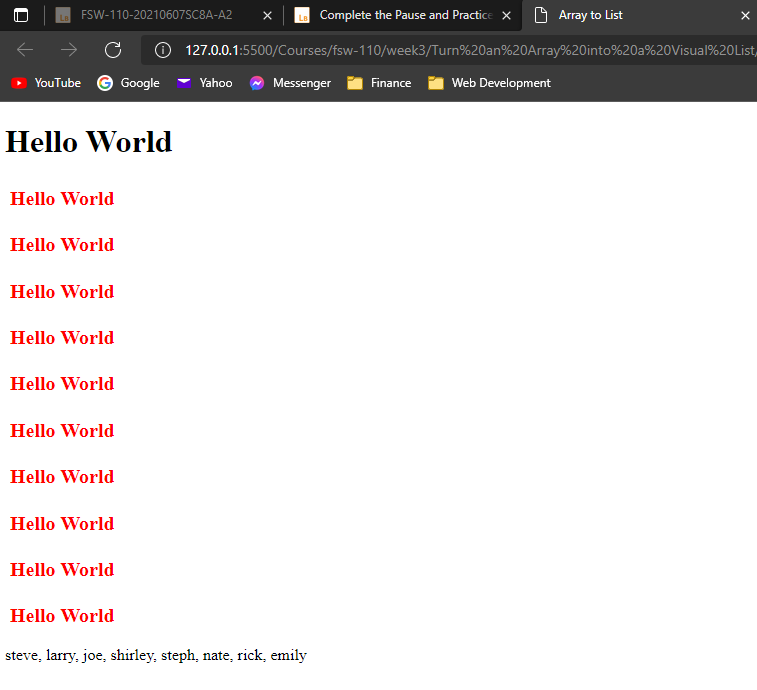 FSW-110-20210607SC8A-A2
Complete the Pause and Practice
Array to List
127.0.0.1:5500/Courses/fsw-110/week3/Turn%20an%20Array%20into%20a%20Visual%20List/
YouTube Google Yahoo Messenger Finance Web Development
Hello World
Hello World
Hello World
Hello World
Hello World
Hello World
Hello World
Hello World
Hello World
Hello World
Hello World
steve, larry, joe, shirley, steph, nate, rick, emily